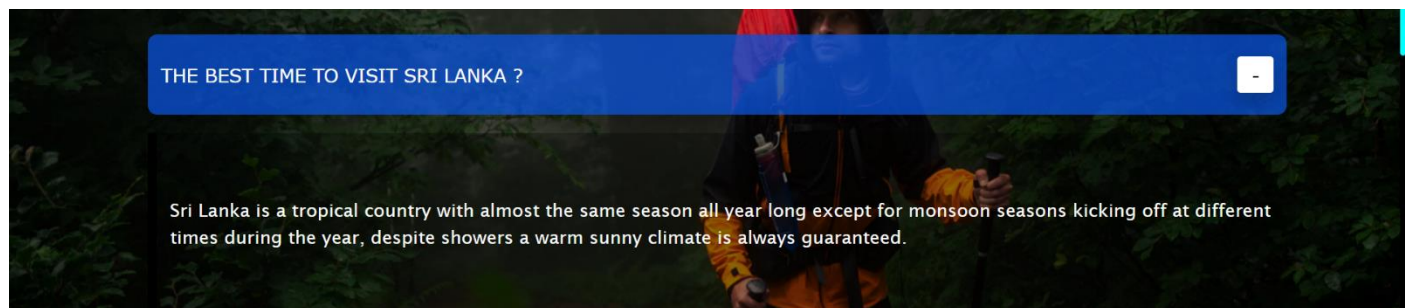 THE BEST TIME TO VISIT SRI LANKA ?
-
Sri Lanka is a tropical country with almost the same season all year long except for monsoon seasons kicking off at different
times during the year, despite showers a warm sunny climate is always guaranteed.